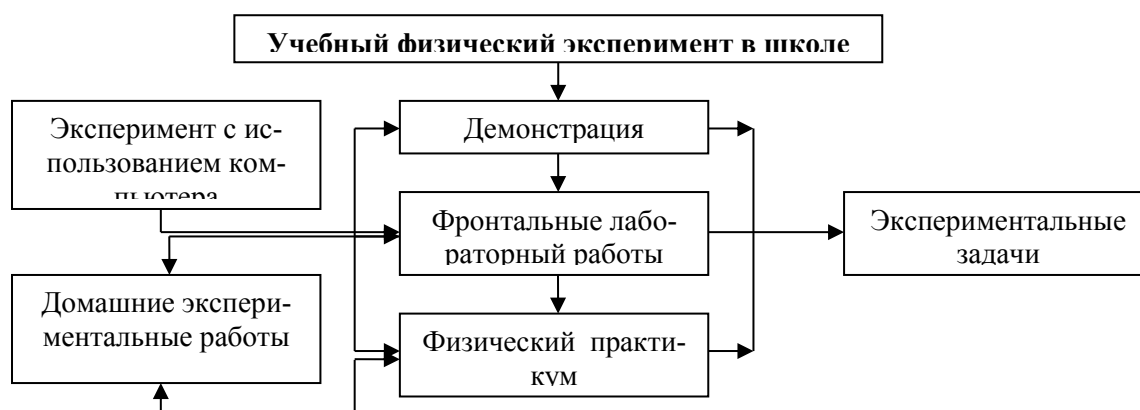 Учебный физический эксперимент в школе
Эксперимент с ис-
пользованием ком-
пьютера
Демонстрация
Фронтальные лабо-
раторный работы
Экспериментальные
задачи
Домашние экспери-
ментальные работы
Физический практи-
кум